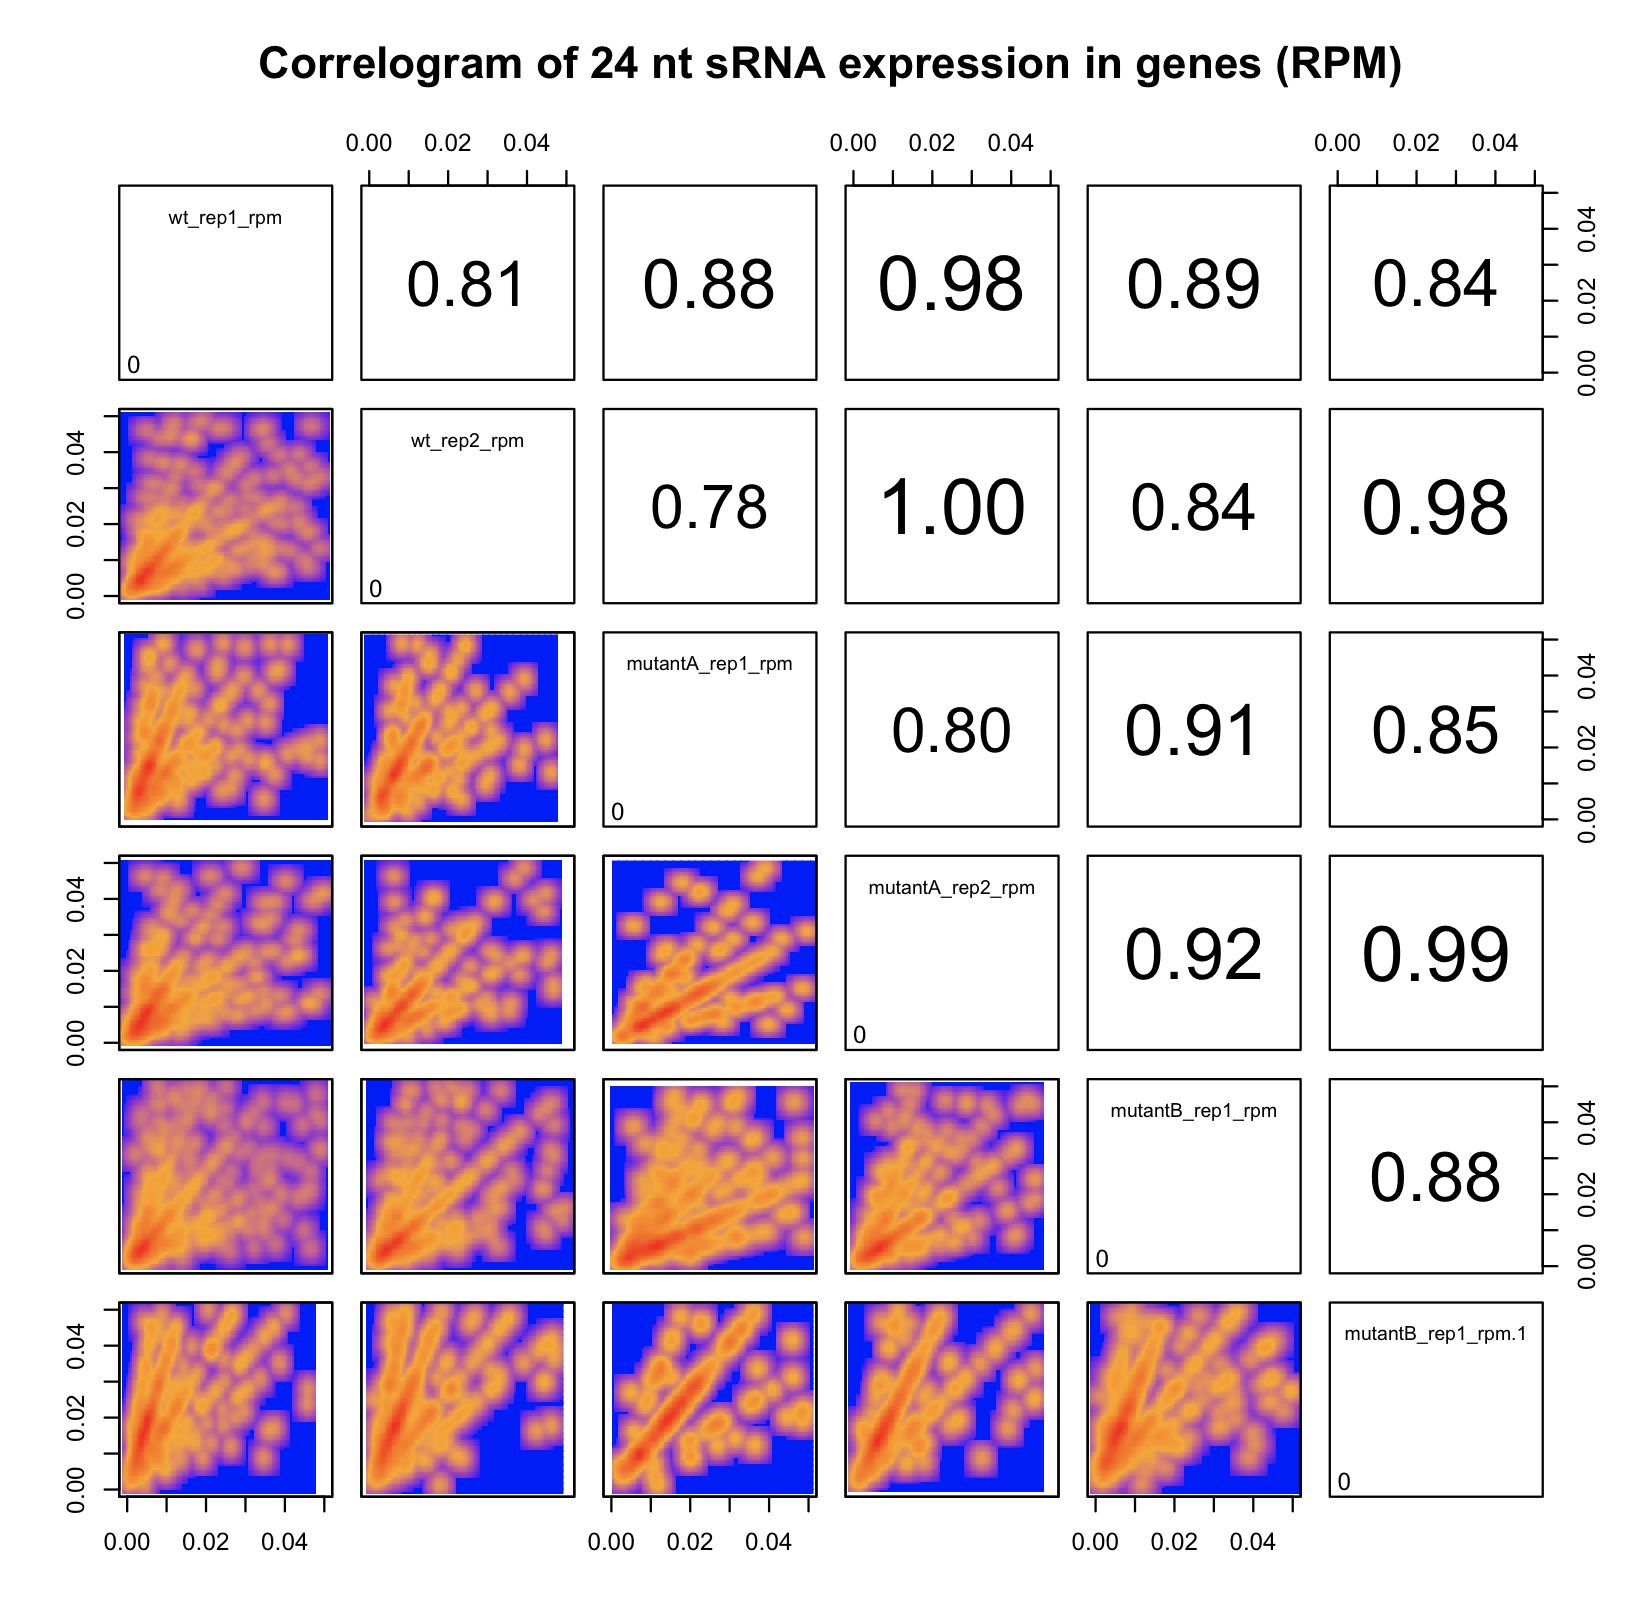 Correlogram of 24 nt sRNA expression in genes (RPM)
0.00 0.02 0.04 0.00 0.02 0.04 0.00 0.02 0.04
wt_rep1_rpm
0.81 0.88 0.98 0.89 0.84
0
0.04
0.02
0.00
wt_rep2_rpm
0.78 1.00 0.84 0.98
0
0.04
0.02
0.00
mutantA_rep1_rpm
0.80 0.91 0.85
0
0.04
0.02
0.00
mutantA_rep2_rpm
0.92 0.99
0
0.04
0.02
0.00
mutantB_rep1_rpm
0.88
0
0.04
0.02
0.00
mutantB_rep1_rpm.1
0
0.04
0.02
0.00
0.00 0.02 0.04 0.00 0.02 0.04 0.00 0.02 0.04